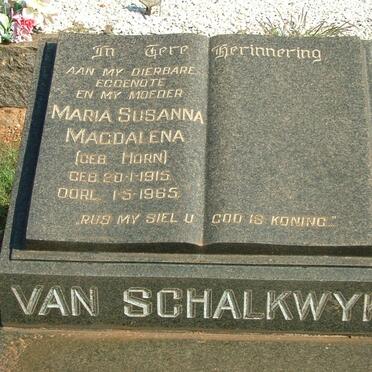 In Tere Herinnering
AAN MY DIERBARE
EGGENOTE
EN MY MOEDER
MARIA SUSANNA
MAGDALENA
(GEB. HORN)
GEB. 20-1-1915.
OORL. 1-5-1965.
„RUS MY SIEL U GOD IS KONING..."
VAN SCHALKWYK